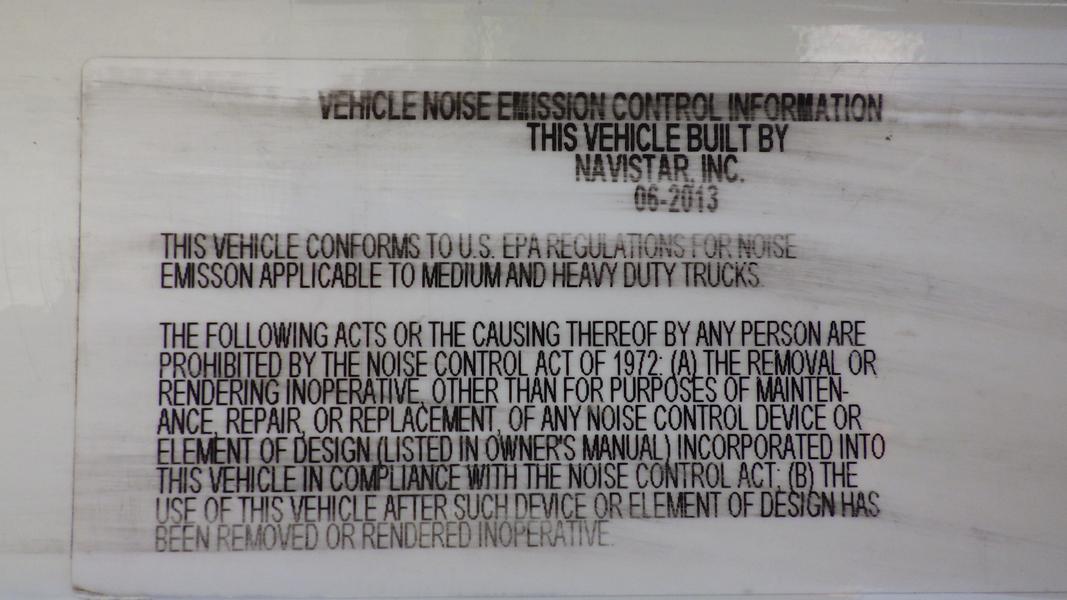 VEHICLE NOISE EMISSION CONTROL INFORMATION
THIS VEHICLE BUILT BY
NAVISTAR, INC.
06-2013
THIS VEHICLE CONFORMS TO U.S. EPA REGULATIONS FOR NOISE
EMISSON APPLICABLE TO MEDIUM AND HEAVY DUTY TRUCKS.
THE FOLLOWING ACTS OR THE CAUSING THEREOF BY ANY PERSON ARE
PROHIBITED BY THE NOISE CONTROL ACT OF 1972: (A) THE REMOVAL OR
RENDERING INOPERATIVE, OTHER THAN FOR PURPOSES OF MAINTEN-
ANCE, REPAIR, OR REPLACEMENT, OF ANY NOISE CONTROL DEVICE OR
ELEMENT OF DESIGN (LISTED IN OWNER'S MANUAL) INCORPORATED INTO
THIS VEHICLE IN COMPLIANCE WITH THE NOISE CONTROL ACT; (B) THE
USE OF THIS VEHICLE AFTER SUCH DEVICE OR ELEMENT OF DESIGN HAS
BEEN REMOVED OR RENDERED INOPERATIVE.